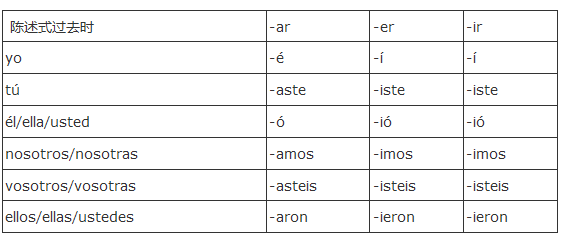 陈述式过去时 -ar -er -ir
yo -é -í -í
tú -aste -iste -iste
él/ella/usted -ó -ió -ió
nosotros/nosotras -amos -imos -imos
vosotros/vosotras -asteis -isteis -isteis
ellos/ellas/ustedes -aron -ieron -ieron